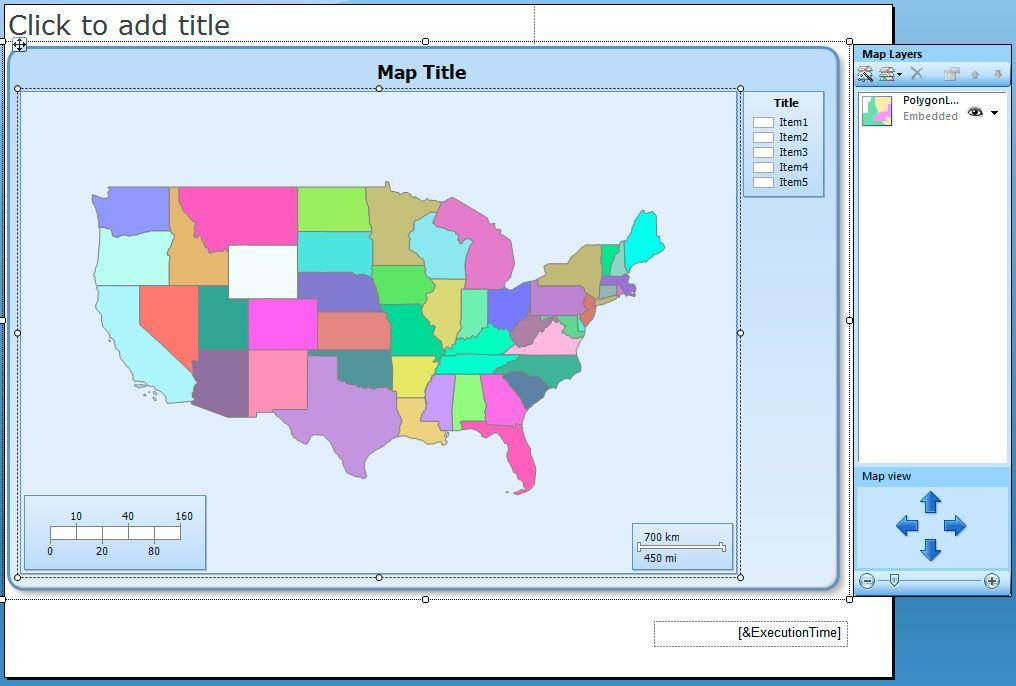 Click to add title
Map Title
Title
Item1
Item2
Item3
Item4
Item5
10 40 160
0 20 80
700 km
450 mi
[&ExecutionTime]
Map Layers
PolygonL...
Embedded
Map view